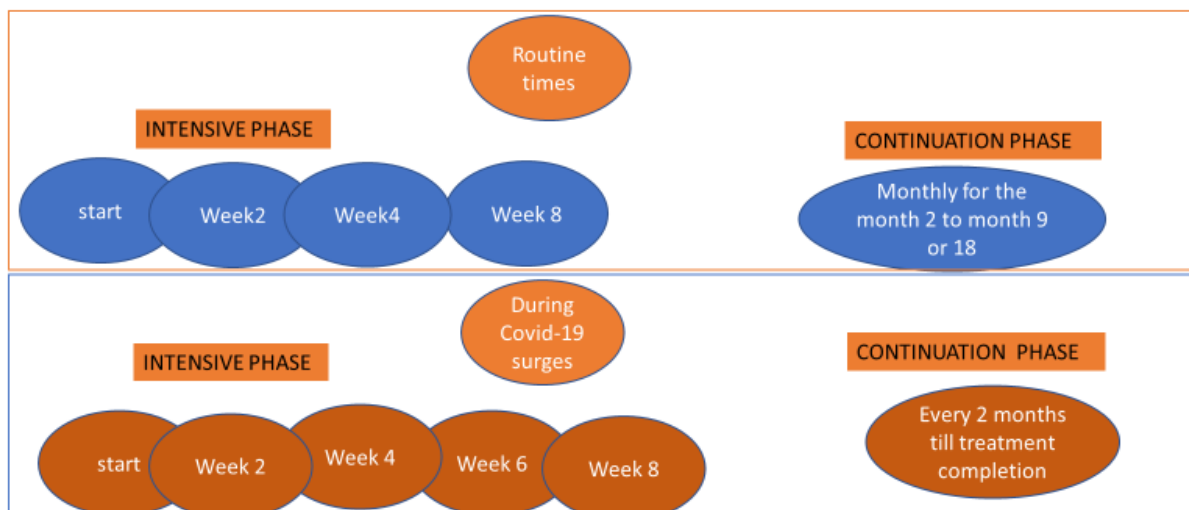 Routine
times
INTENSIVE PHASE
CONTINUATION PHASE
start
Week2
Week4
Week 8
Monthly for the
month 2 to month 9
or 18
During
Covid-19
surges
INTENSIVE PHASE
CONTINUATION PHASE
start
Week 2
Week 4
Week 6
Week 8
Every 2 months
till treatment
completion